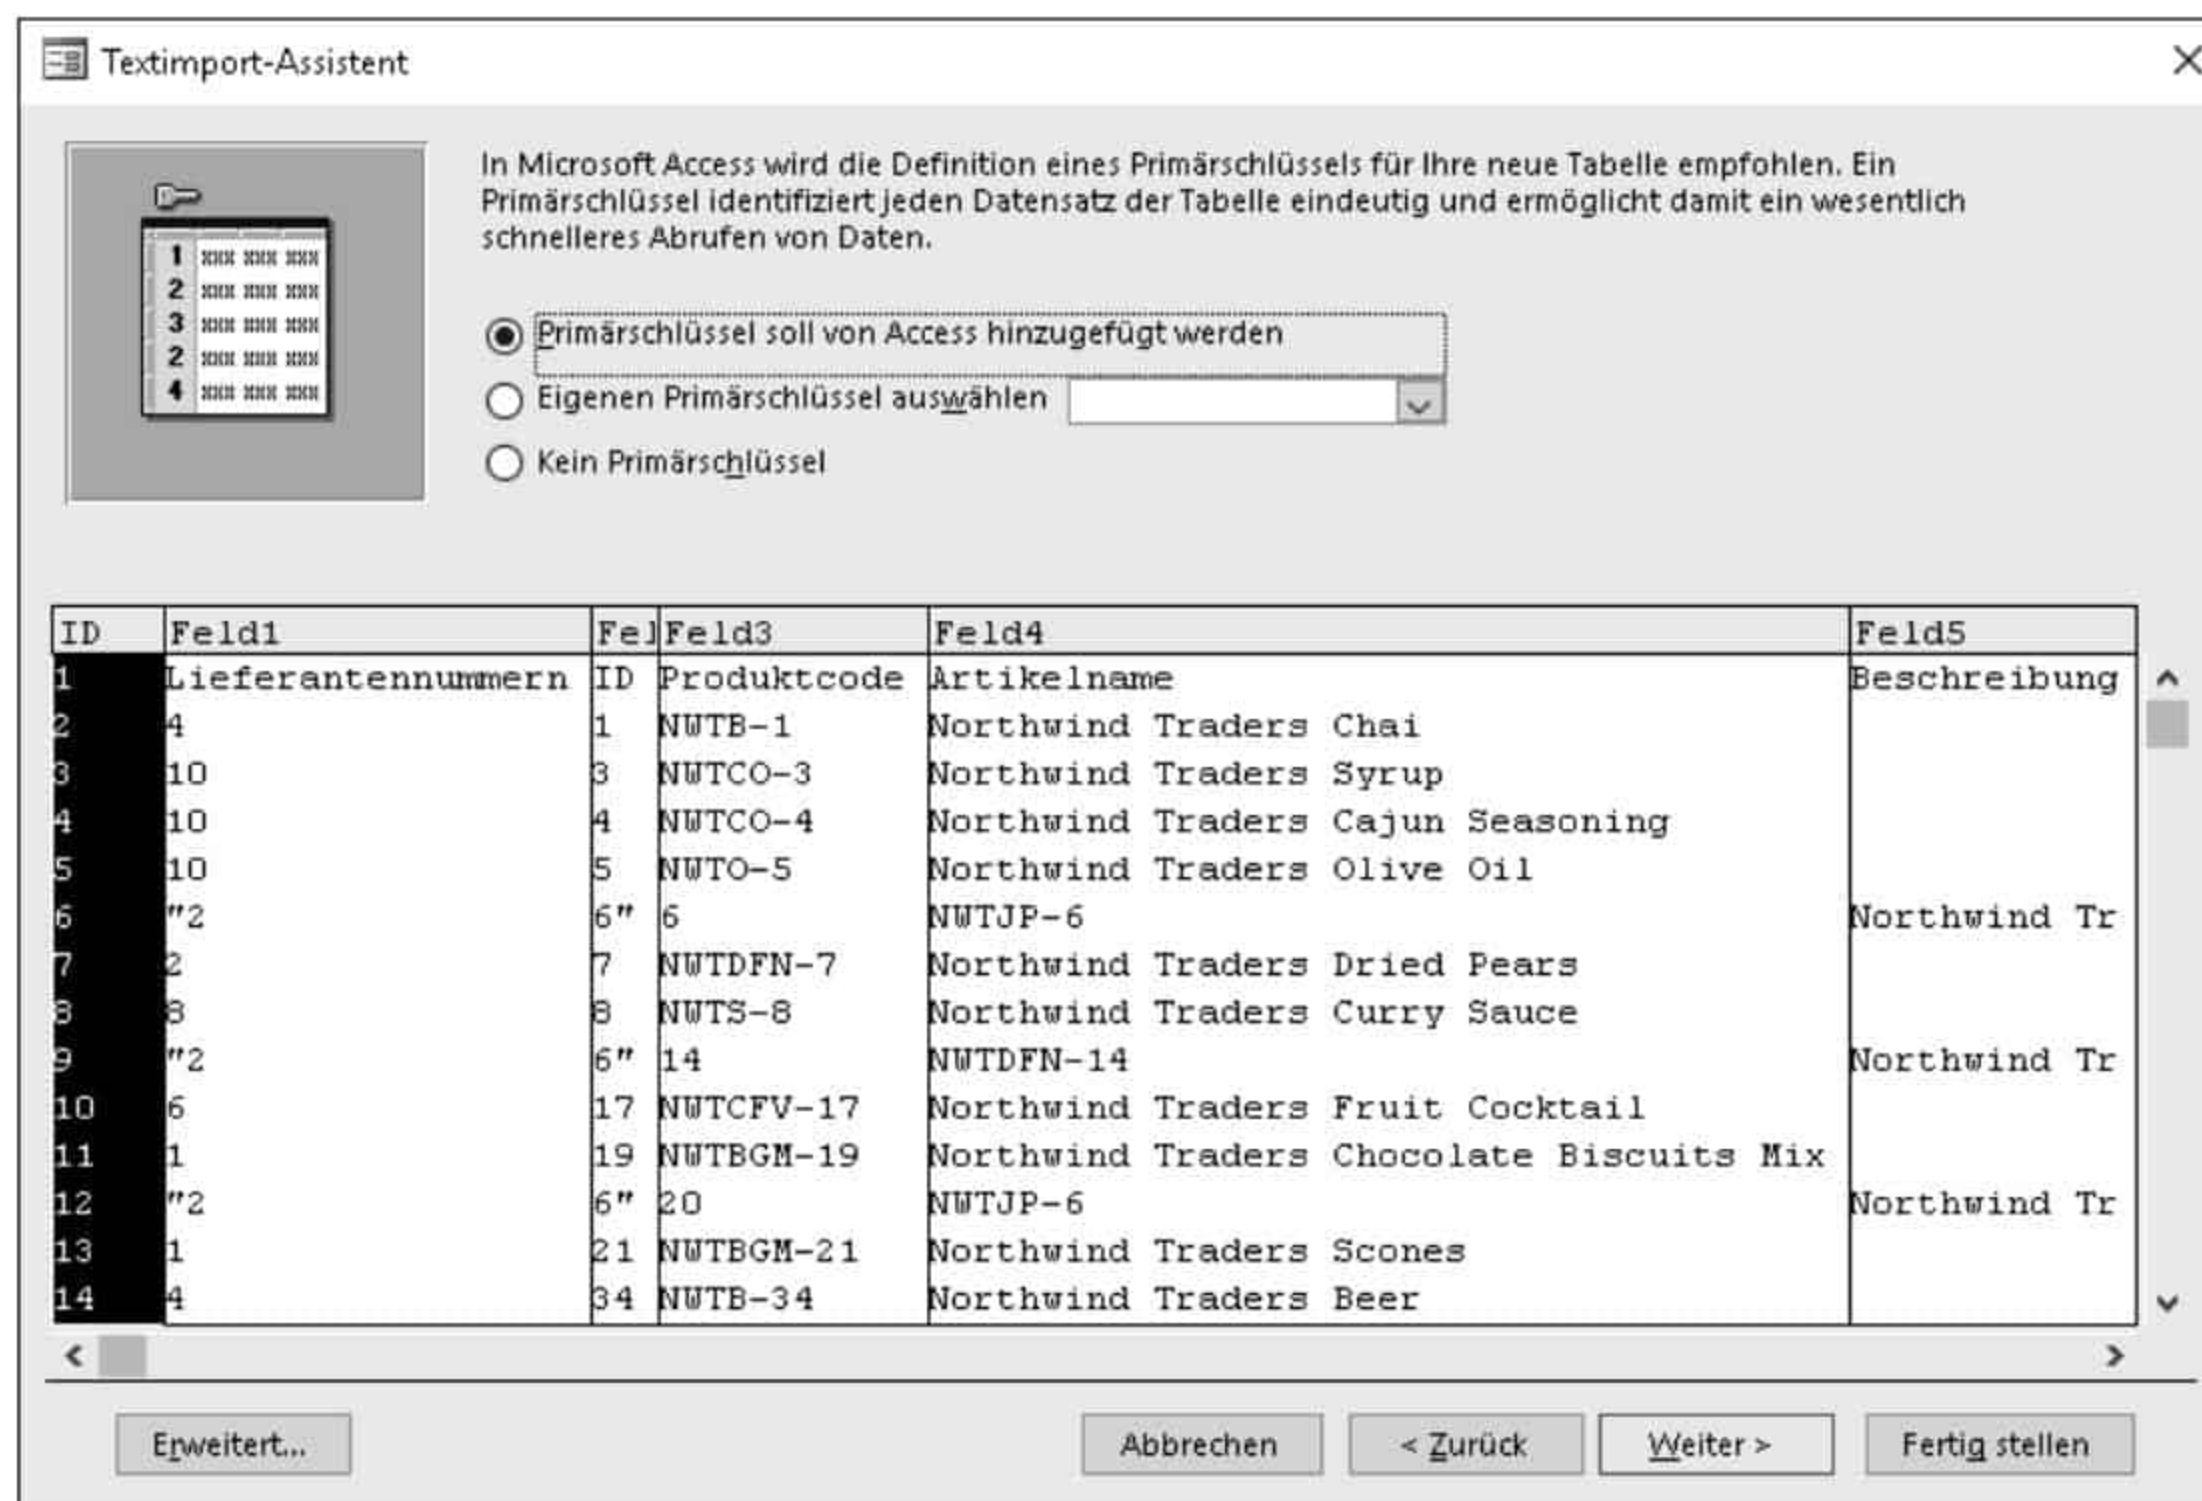 Textimport-Assistent
In Microsoft Access wird die Definition eines Primärschlüssels für Ihre neue Tabelle empfohlen. Ein
Primärschlüssel identifiziert jeden Datensatz der Tabelle eindeutig und ermöglicht damit ein wesentlich
schnelleres Abrufen von Daten.
1 xxx xxx xxx
2 xxx xxx xxx
3 xxx xxx xxx
2 xxx xxx xxx
4 xxx xxx xxx
Primärschlüssel soll von Access hinzugefügt werden
Eigenen Primärschlüssel auswählen
Kein Primärschlüssel
ID Feld1 Fel Feld3 Feld4 Feld5
1 Lieferantennummern ID Produktcode Artikelname Beschreibung
2 4 1 NWTB-1 Northwind Traders Chai
3 10 3 NWTCO-3 Northwind Traders Syrup
4 10 4 NWTCO-4 Northwind Traders Cajun Seasoning
5 10 5 NWTO-5 Northwind Traders Olive Oil
6 "2 6" 6 NWTJP-6 Northwind Tr
7 2 7 NWTDFN-7 Northwind Traders Dried Pears
8 8 8 NWTS-8 Northwind Traders Curry Sauce
9 "2 6" 14 NWTDFN-14 Northwind Tr
10 6 17 NWTCFV-17 Northwind Traders Fruit Cocktail
11 1 19 NWTBGM-19 Northwind Traders Chocolate Biscuits Mix
12 "2 6" 20 NWTJP-6 Northwind Tr
13 1 21 NWTBGM-21 Northwind Traders Scones
14 4 34 NWTB-34 Northwind Traders Beer
Erweitert... Abbrechen < Zurück Weiter > Fertig stellen